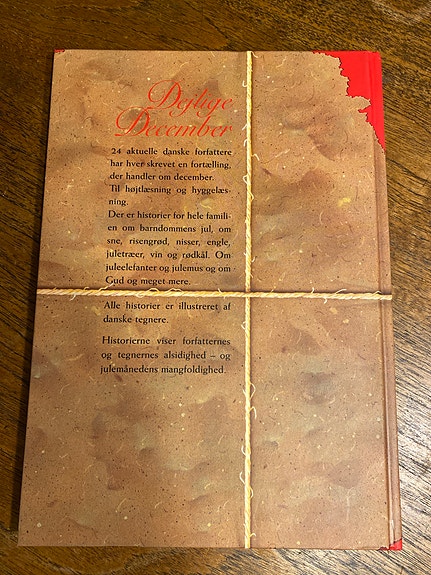 Dejlige
December
24 aktuelle danske forfattere
har hver skrevet en fortælling,
der handler om december.
Til højtlæsning og hyggelæs-
ning.
Der er historier for hele famili-
en om barndommens jul, om
sne, risengrød, nisser, engle,
juletræer, vin og rødkål. Om
juleelefanter og julemus og om
Gud og meget mere.
Alle historier er illustreret af
danske tegnere.
Historierne viser forfatternes
og tegnernes alsidighed – og
julemånedens mangfoldighed.